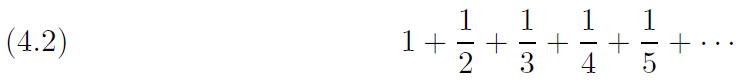 (4.2) 1 + 1/2 + 1/3 + 1/4 + 1/5 + ⋯